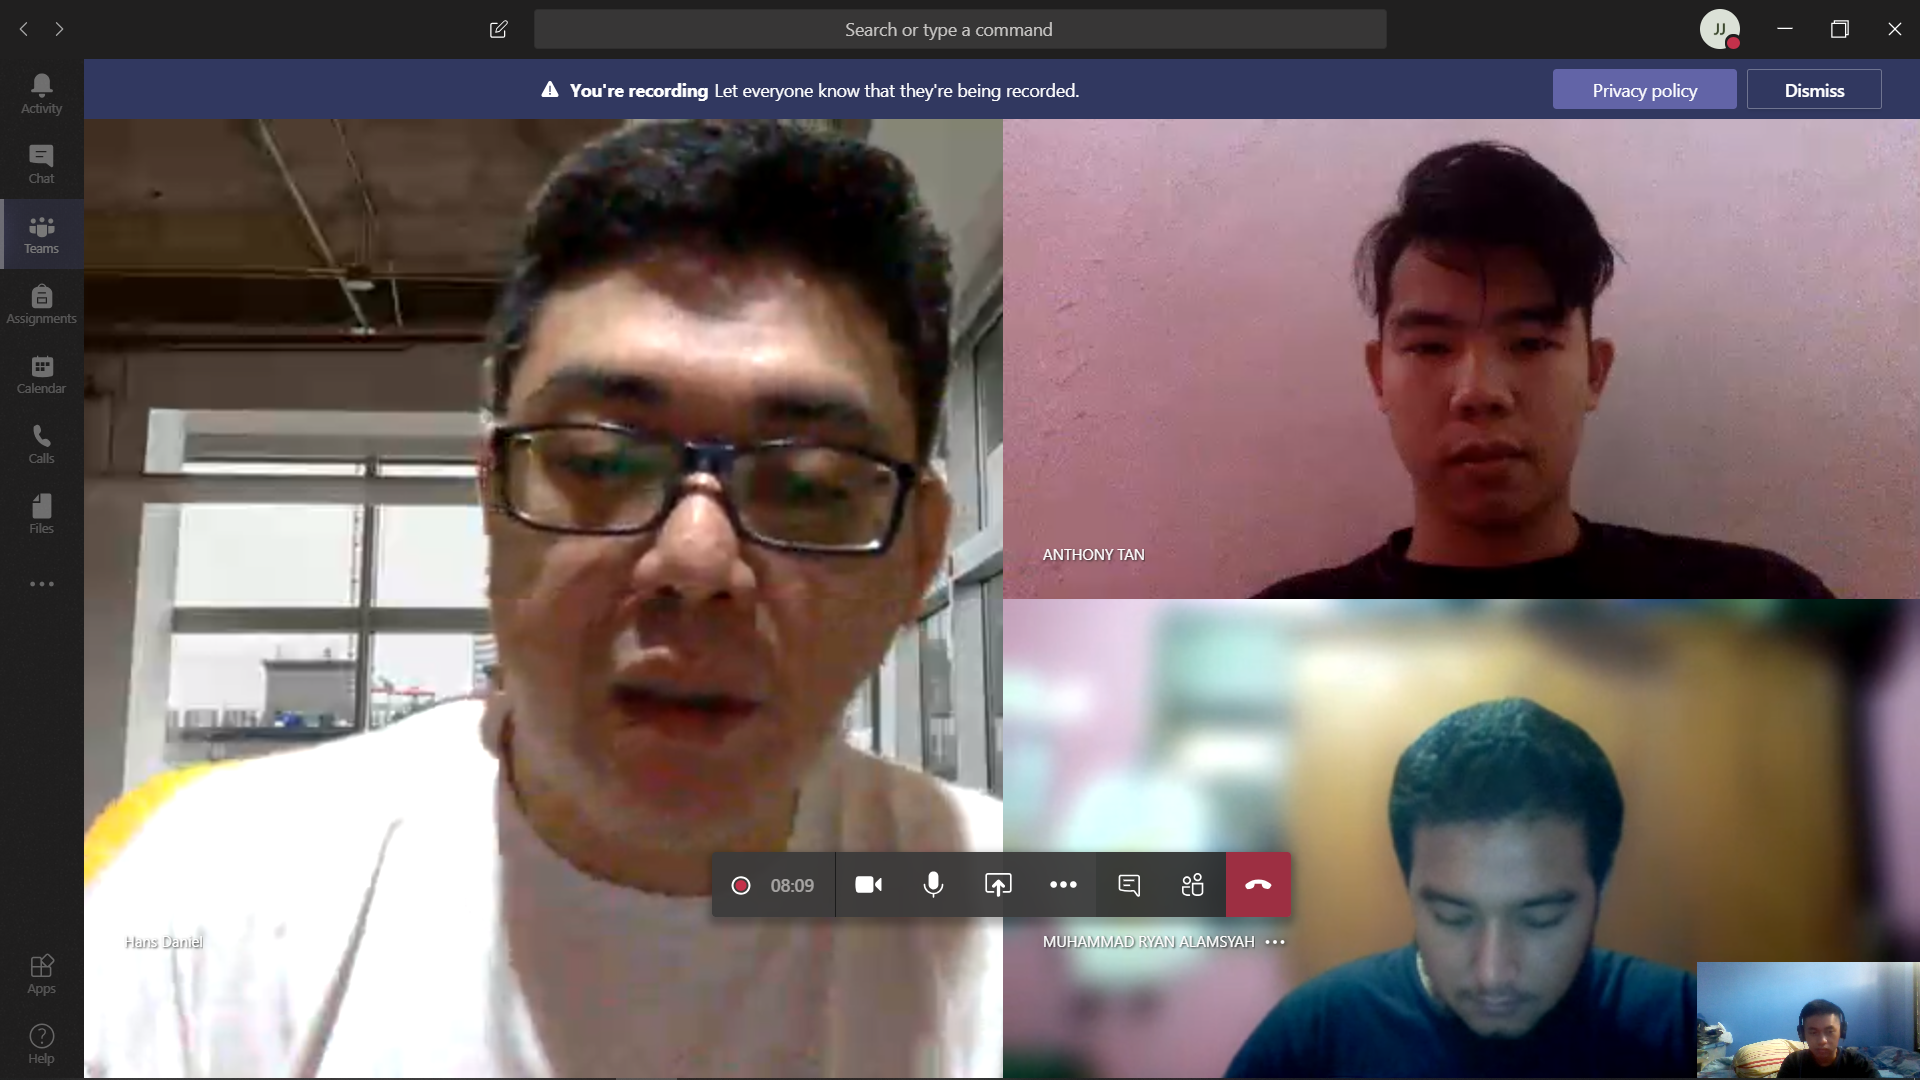 Search or type a command
JJ
You're recording Let everyone know that they're being recorded.
Privacy policy
Dismiss
Activity
Chat
Teams
Assignments
Calendar
Calls
Files
Apps
Help
ANTHONY TAN
08:09
Hans Daniel
MUHAMMAD RYAN ALAMSYAH